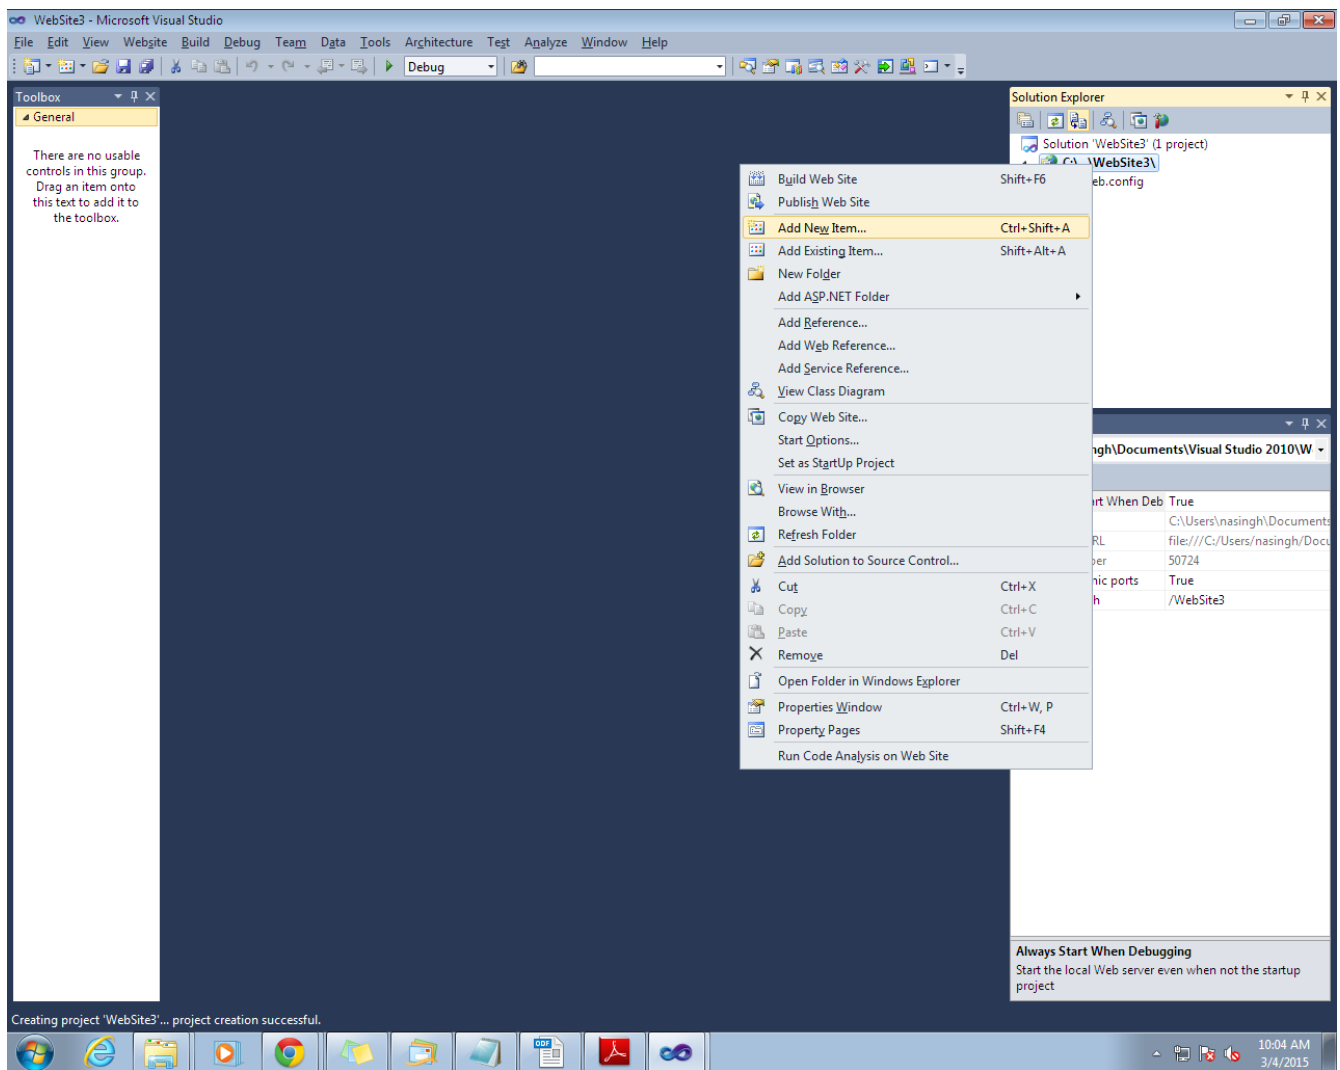 WebSite3 - Microsoft Visual Studio
File Edit View Website Build Debug Team Data Tools Architecture Test Analyze Window Help
Debug
Toolbox
General
There are no usable
controls in this group.
Drag an item onto
this text to add it to
the toolbox.
Build Web Site Shift+F6
Publish Web Site
Add New Item... Ctrl+Shift+A
Add Existing Item... Shift+Alt+A
New Folder
Add ASP.NET Folder
Add Reference...
Add Web Reference...
Add Service Reference...
View Class Diagram
Copy Web Site...
Start Options...
Set as StartUp Project
View in Browser
Browse With...
Refresh Folder
Add Solution to Source Control...
Cut Ctrl+X
Copy Ctrl+C
Paste Ctrl+V
Remove Del
Open Folder in Windows Explorer
Properties Window Ctrl+W, P
Property Pages Shift+F4
Run Code Analysis on Web Site
Solution Explorer
Solution 'WebSite3' (1 project)
C:\...\WebSite3\
eb.config
ngh\Documents\Visual Studio 2010\W
rt When Deb True
C:\Users\nasingh\Documents
RL file:///C:/Users/nasingh/Docu
ber 50724
nic ports True
h /WebSite3
Always Start When Debugging
Start the local Web server even when not the startup
project
Creating project 'WebSite3'... project creation successful.
ODF
10:04 AM
3/4/2015